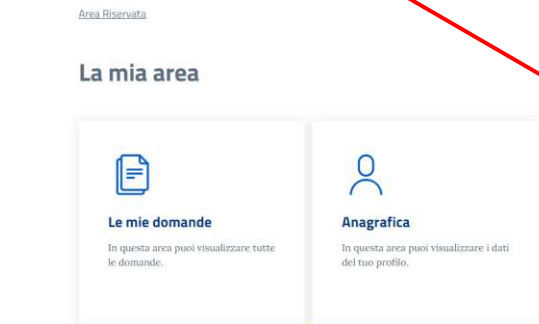 Area Riservata
La mia area
Le mie domande
In questa area puoi visualizzare tutte
le domande.
Anagrafica
In questa area puoi visualizzare i dati
del tuo profilo.